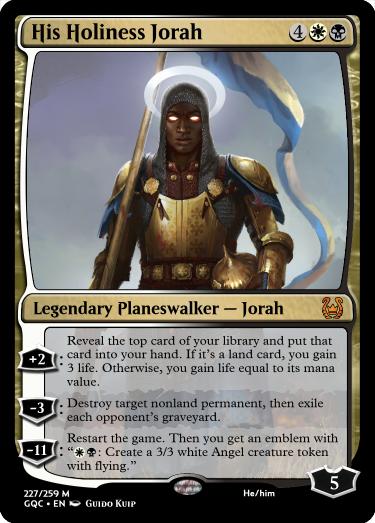 His Holiness Jorah 4
Legendary Planeswalker — Jorah
+2: Reveal the top card of your library and put that
card into your hand. If it's a land card, you gain
3 life. Otherwise, you gain life equal to its mana
value.
-3: Destroy target nonland permanent, then exile
each opponent's graveyard.
-11: Restart the game. Then you get an emblem with
": Create a 3/3 white Angel creature token
with flying."
5
227/259 M
He/him
GQC • EN Guido Kuip